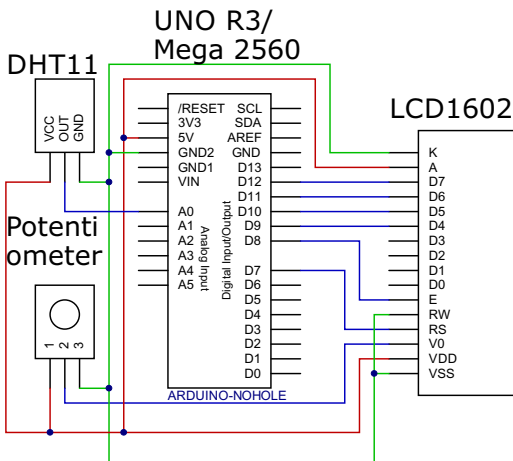 UNO R3/
Mega 2560
DHT11
VCC
OUT
GND
LCD1602
/RESET
3V3
5V
GND2
GND1
VIN
A0
A1
A2
A3
A4
A5
Analog Input
Digital Input/Output
SCL
SDA
AREF
GND
D13
D12
D11
D10
D9
D8
D7
D6
D5
D4
D3
D2
D1
D0
ARDUINO-NOHOLE
Potenti
ometer
1
2
3
K
A
D7
D6
D5
D4
D3
D2
D1
D0
E
RW
RS
V0
VDD
VSS